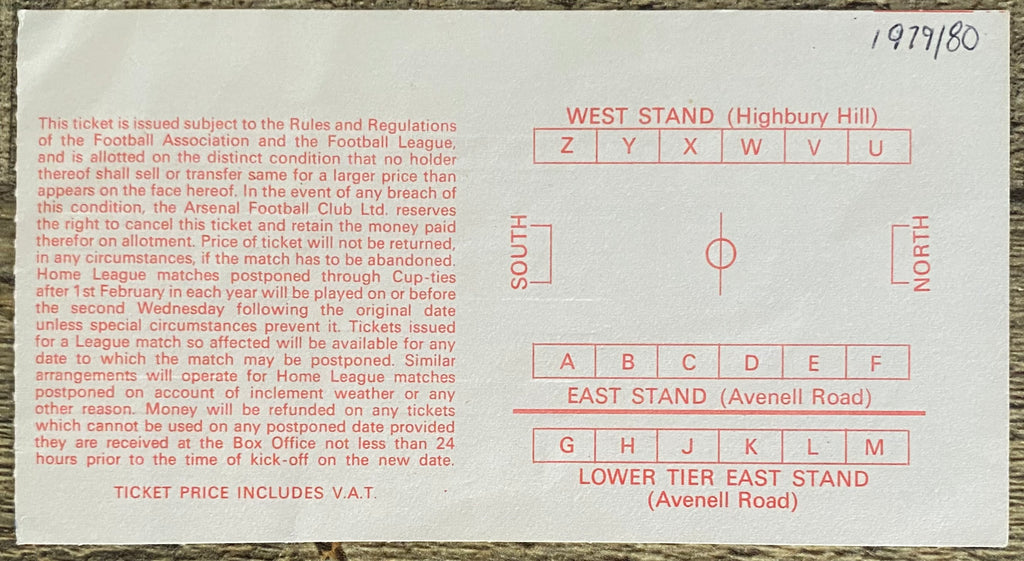 1979/80
This ticket is issued subject to the Rules and Regulations
of the Football Association and the Football League,
and is allotted on the distinct condition that no holder
thereof shall sell or transfer same for a larger price than
appears on the face hereof. In the event of any breach of
this condition, the Arsenal Football Club Ltd. reserves
the right to cancel this ticket and retain the money paid
therefor on allotment. Price of ticket will not be returned,
in any circumstances, if the match has to be abandoned.
Home League matches postponed through Cup-ties
after 1st February in each year will be played on or before
the second Wednesday following the original date
unless special circumstances prevent it. Tickets issued
for a League match so affected will be available for any
date to which the match may be postponed. Similar
arrangements will operate for Home League matches
postponed on account of inclement weather or any
other reason. Money will be refunded on any tickets
which cannot be used on any postponed date provided
they are received at the Box Office not less than 24
hours prior to the time of kick-off on the new date.
TICKET PRICE INCLUDES V.A.T.
WEST STAND (Highbury Hill)
Z Y X W V U
SOUTH
NORTH
A B C D E F
EAST STAND (Avenell Road)
G H J K L M
LOWER TIER EAST STAND
(Avenell Road)